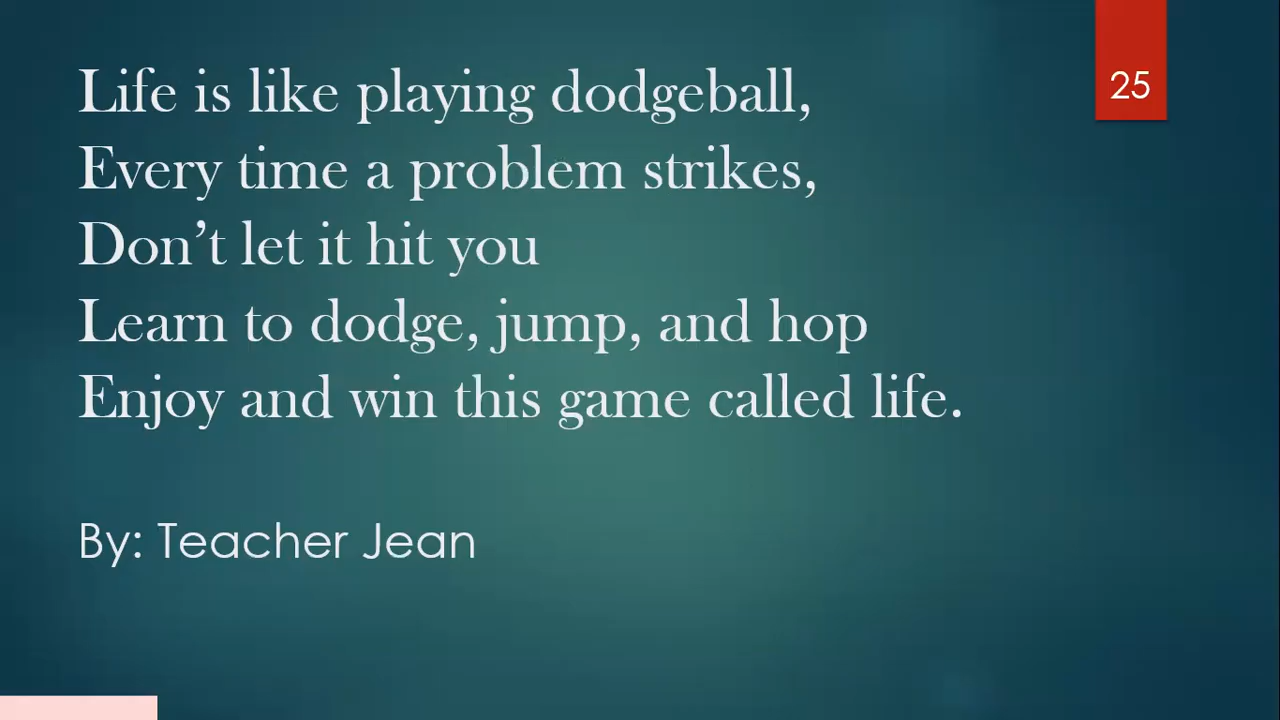 Life is like playing dodgeball,
25
Every time a problem strikes,
Don’t let it hit you
Learn to dodge, jump, and hop
Enjoy and win this game called life.
By: Teacher Jean